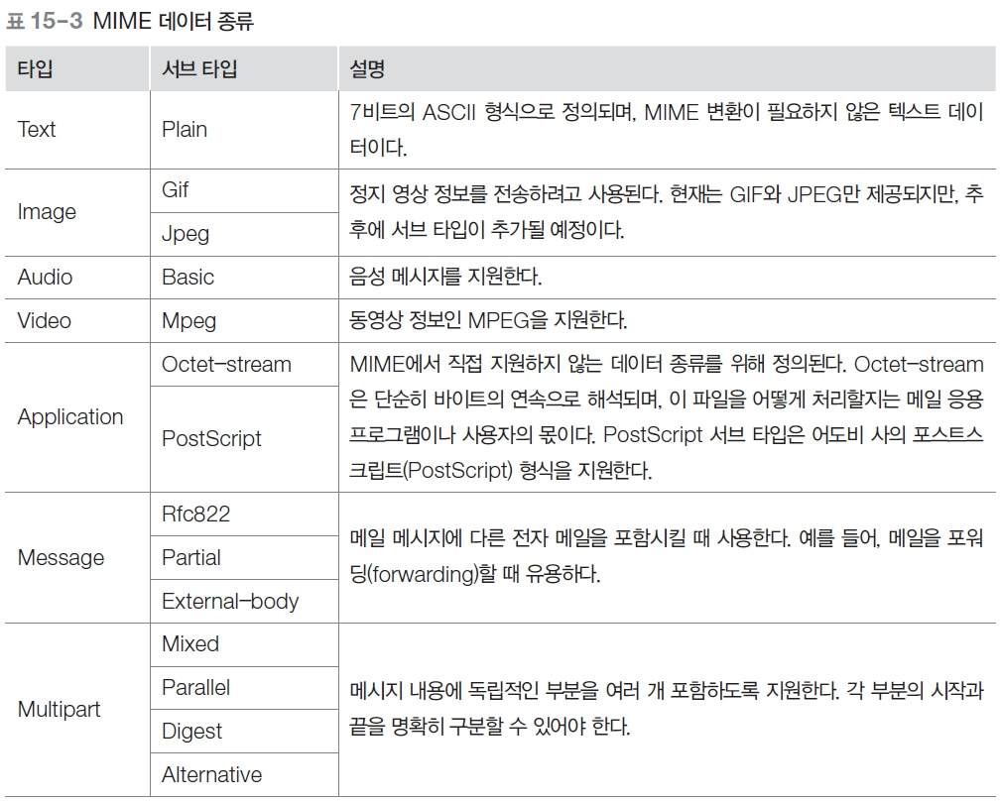 표 15-3 MIME 데이터 종류
타입 서브 타입 설명
Text Plain 7비트의 ASCII 형식으로 정의되며, MIME 변환이 필요하지 않은 텍스트 데이
터이다.
Image
Gif
Jpeg
정지 영상 정보를 전송하려고 사용된다. 현재는 GIF와 JPEG만 제공되지만, 추
후에 서브 타입이 추가될 예정이다.
Audio Basic 음성 메시지를 지원한다.
Video Mpeg 동영상 정보인 MPEG을 지원한다.
Application
Octet-stream
PostScript
MIME에서 직접 지원하지 않는 데이터 종류를 위해 정의된다. Octet-stream
은 단순히 바이트의 연속으로 해석되며, 이 파일을 어떻게 처리할지는 메일 응용
프로그램이나 사용자의 몫이다. PostScript 서브 타입은 어도비 사의 포스트스
크립트(PostScript) 형식을 지원한다.
Message
Rfc822
Partial
External-body
메일 메시지에 다른 전자 메일을 포함시킬 때 사용한다. 예를 들어, 메일을 포워
딩(forwarding)할 때 유용하다.
Multipart
Mixed
Parallel
Digest
Alternative
메시지 내용에 독립적인 부분을 여러 개 포함하도록 지원한다. 각 부분의 시작과
끝을 명확히 구분할 수 있어야 한다.